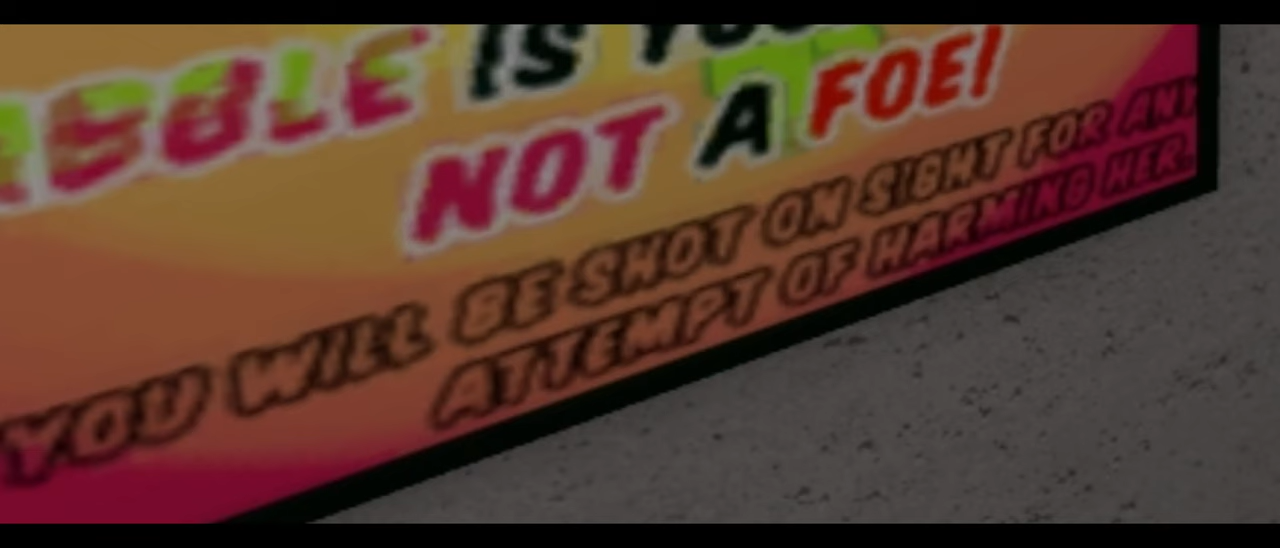 IS
NOT A FOE!
YOU WILL BE SHOT ON SIGHT FOR ANY
ATTEMPT OF HARMING HER.